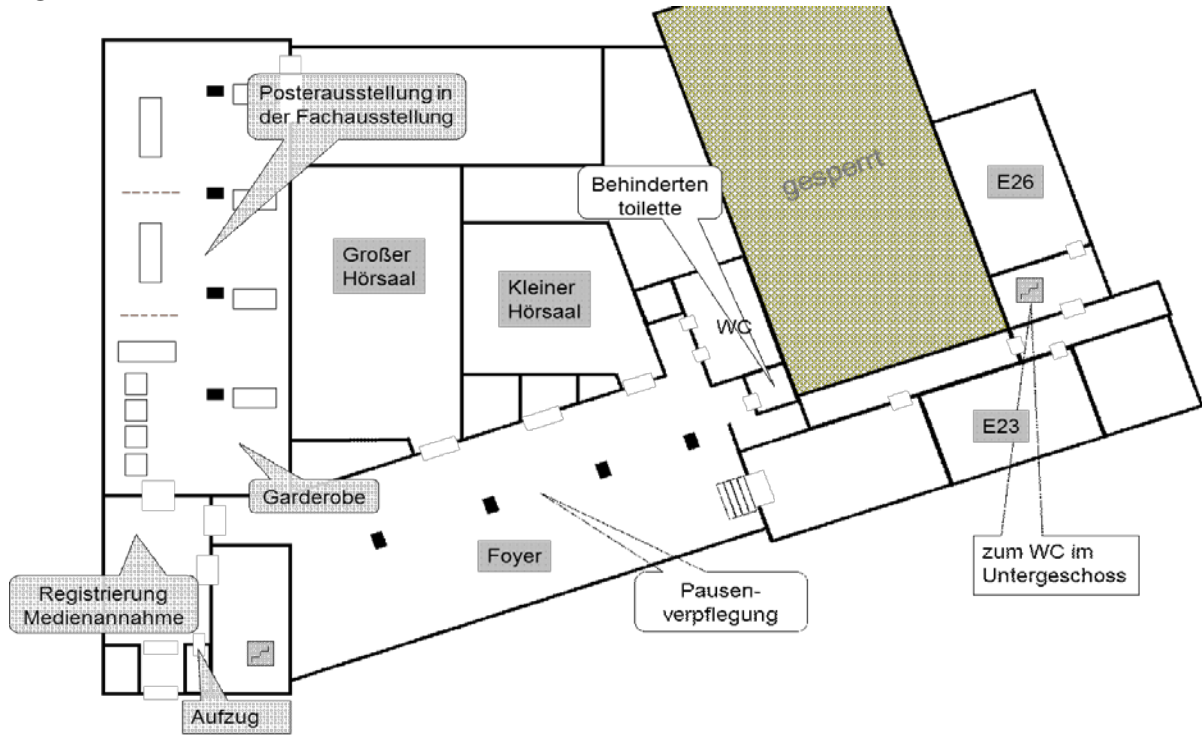 Posterausstellung in
der Fachausstellung
gesperrt
Behinderten
toilette
E26
Großer
Hörsaal
Kleiner
Hörsaal
WC
E23
Garderobe
Foyer
zum WC im
Untergeschoss
Registrierung
Medienannahme
Pausen-
verpflegung
Aufzug